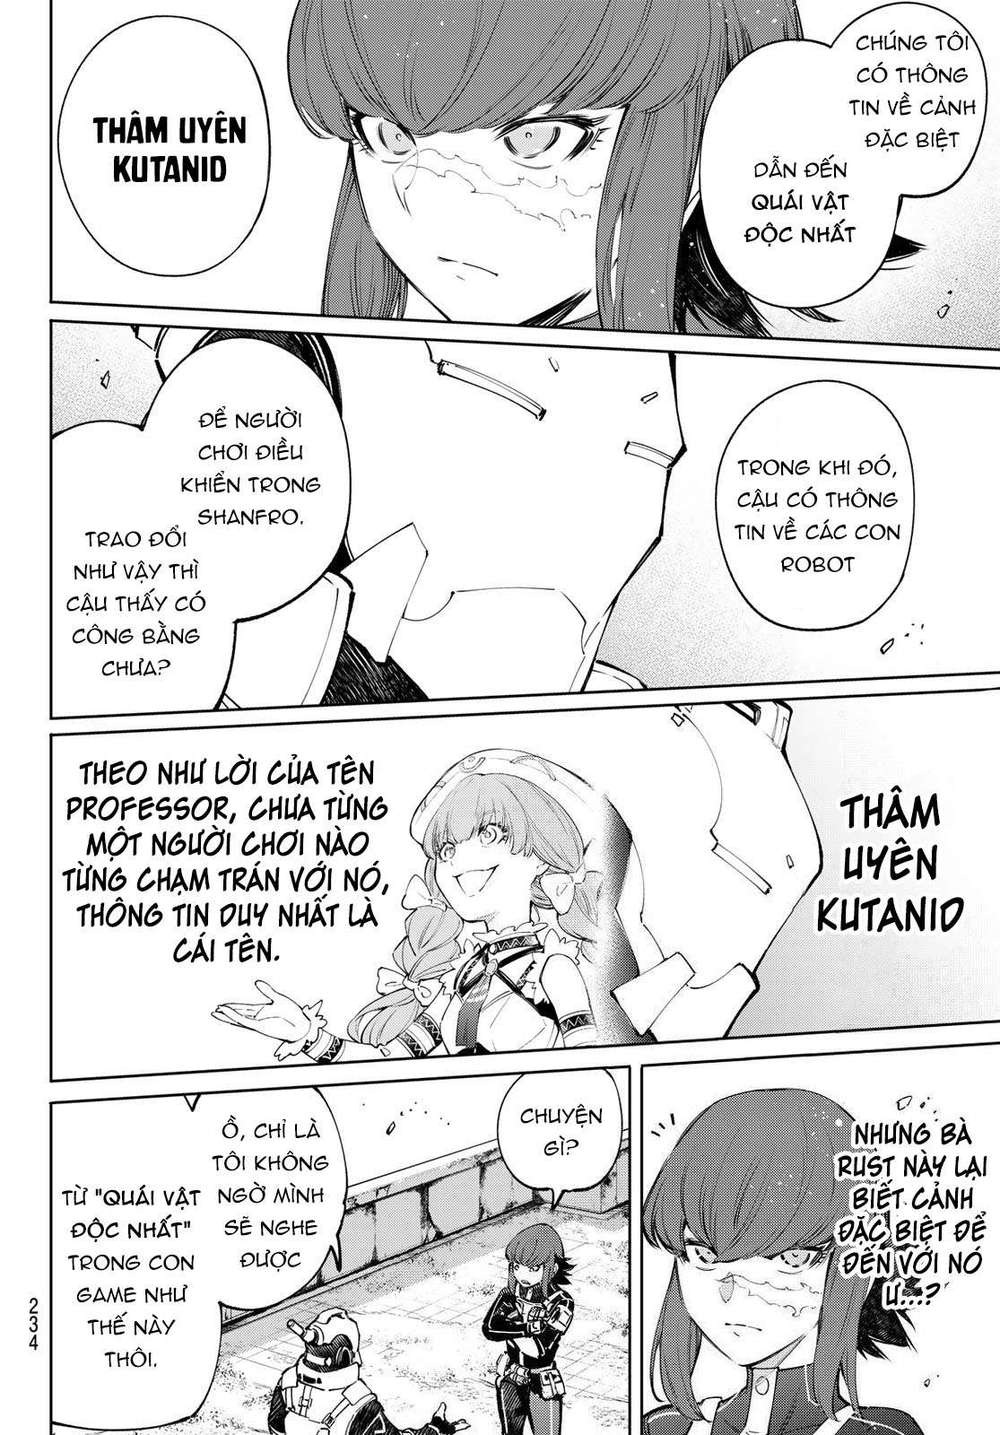 CHÚNG TÔI
CÓ THÔNG
TIN VỀ CẢNH
ĐẶC BIỆT
DẪN ĐẾN
QUÁI VẬT
ĐỘC NHẤT
THÂM UYÊN
KUTANID
TRONG KHI ĐÓ,
CẬU CÓ THÔNG
TIN VỀ CÁC CON
ROBOT
ĐỂ NGƯỜI
CHƠI ĐIỀU
KHIỂN TRONG
SHANFRO.
TRAO ĐỔI
NHƯ VẬY THÌ
CẬU THẤY CÓ
CÔNG BẰNG
CHƯA?
THÂM
UYÊN
KUTANID
THEO NHƯ LỜI CỦA TÊN
PROFESSOR, CHƯA TỪNG
MỘT NGƯỜI CHƠI NÀO
TỪNG CHẠM TRÁN VỚI NÓ,
THÔNG TIN DUY NHẤT LÀ
CÁI TÊN.
NHƯNG BÀ
RUST NÀY LẠI
BIẾT CẢNH
ĐẶC BIỆT ĐỂ
ĐẾN VỚI NÓ
Ư...?
CHUYỆN
GÌ?
Ồ, CHỈ LÀ
TÔI KHÔNG
NGỜ MÌNH
SẼ NGHE
ĐƯỢC
TỪ "QUÁI VẬT
ĐỘC NHẤT"
TRONG CON
GAME NHƯ
THẾ NÀY
THÔI.
234